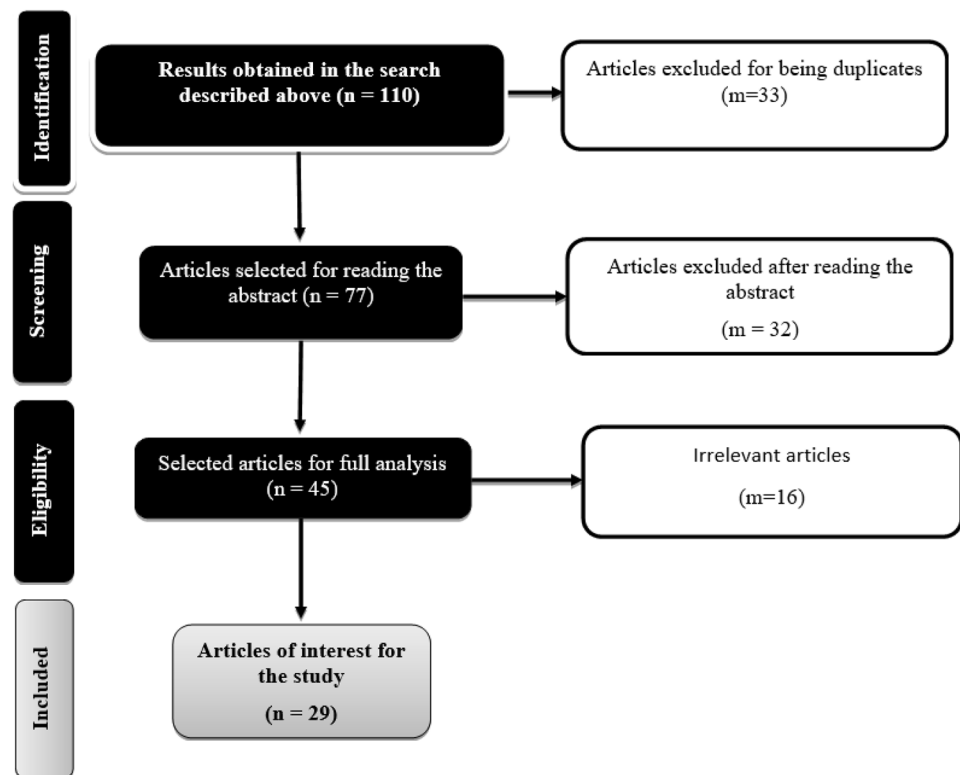 Identification
Results obtained in the search
described above (n = 110)
Articles excluded for being duplicates
(m=33)
Screening
Articles selected for reading the
abstract (n = 77)
Articles excluded after reading the
abstract
(m = 32)
Eligibility
Selected articles for full analysis
(n = 45)
Irrelevant articles
(m=16)
Included
Articles of interest for
the study
(n = 29)